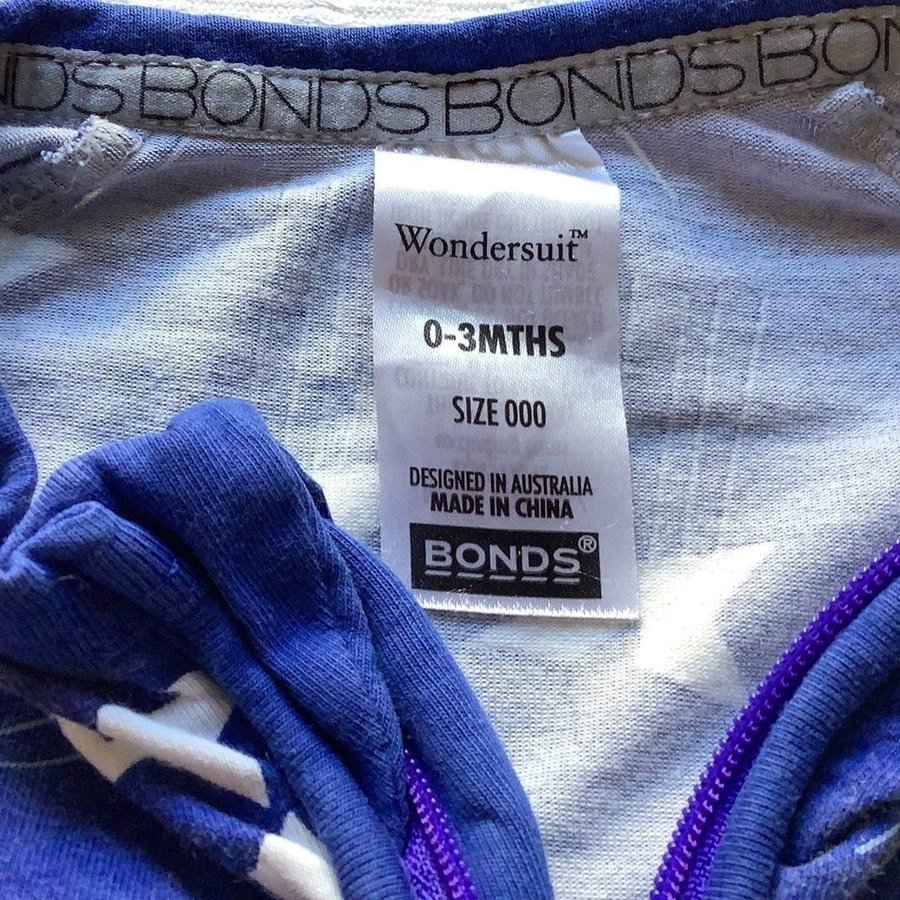 BONDS BONDS BONDS BON
Wondersuit™
0-3MTHS
SIZE 000
DESIGNED IN AUSTRALIA
MADE IN CHINA
BONDS®